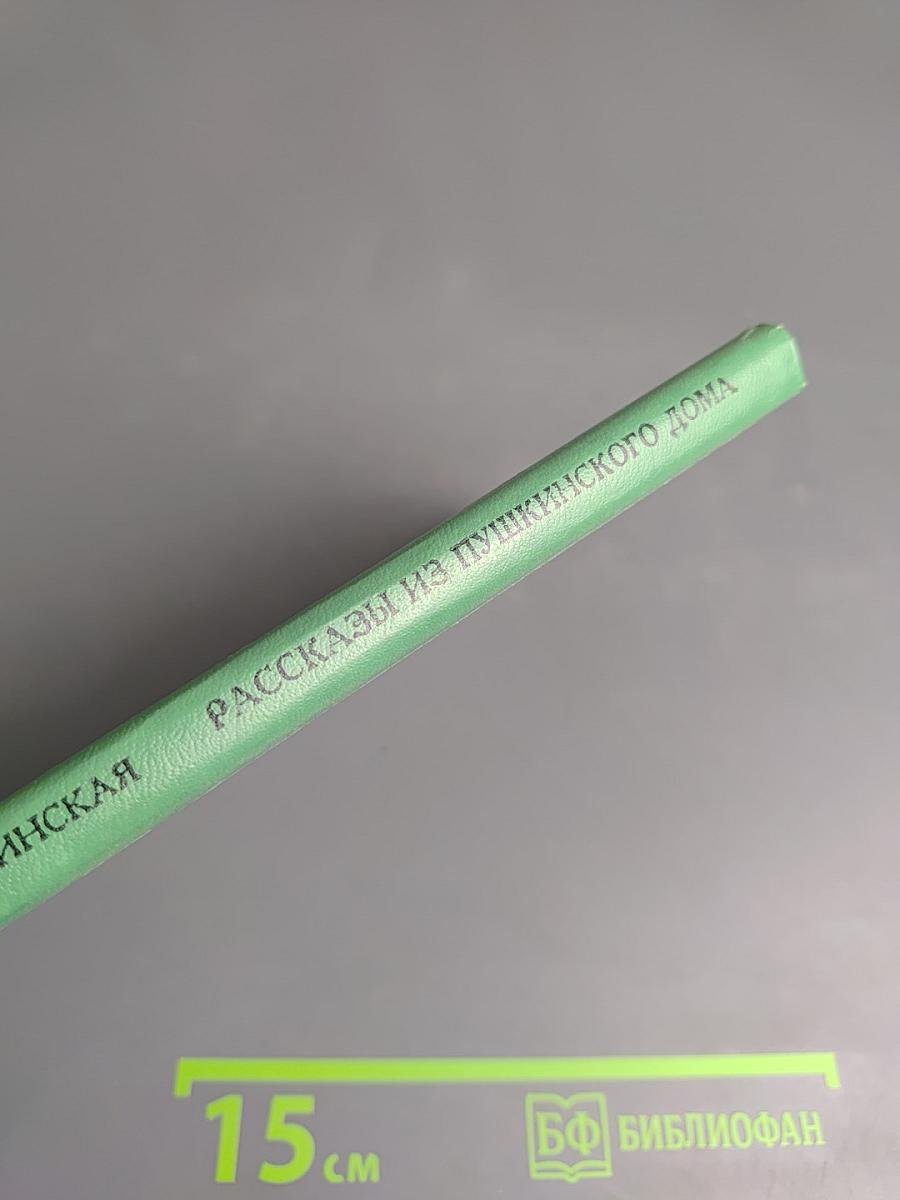 ИНСКАЯ РАССКАЗЫ ИЗ ПУШКИНСКОГО ДОМА
15 см
БФ БИБЛИОФАН